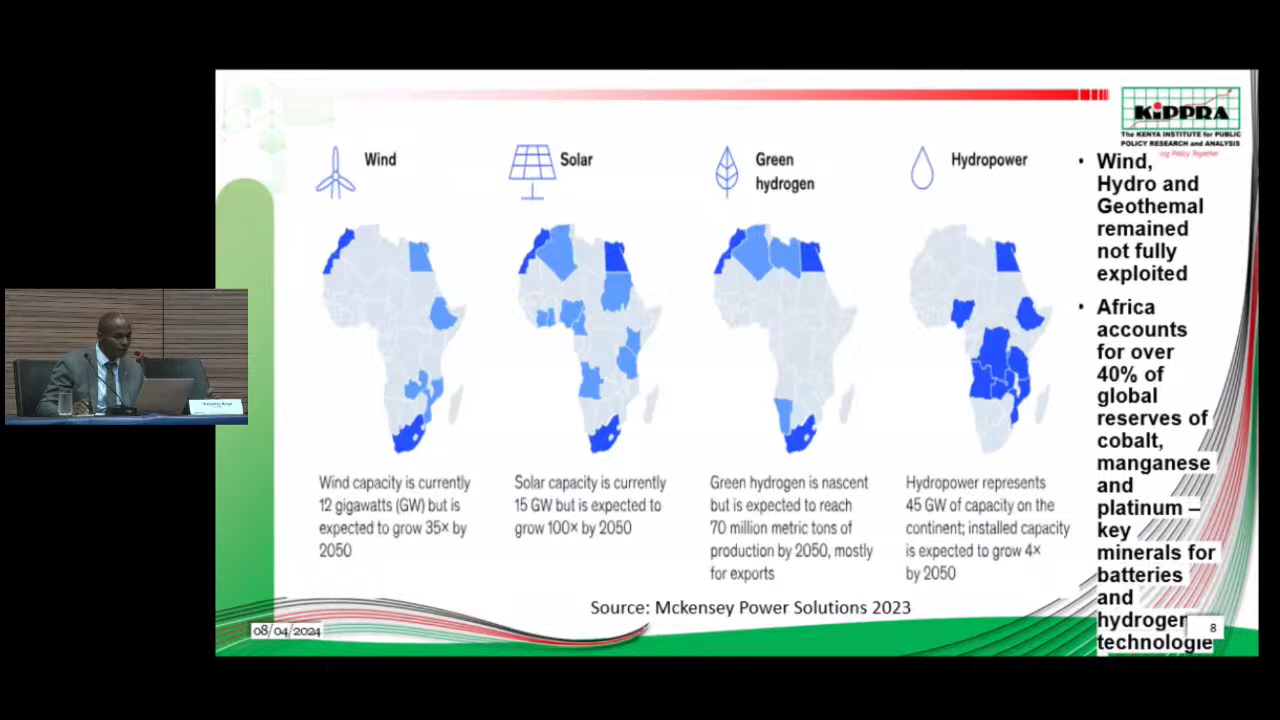 KiPPRA
The KENYA INSTITUTE for PUBLIC
POLICY RESEARCH and ANALYSIS
ing Policy Together
Wind
Solar
Green
hydrogen
Hydropower
Wind capacity is currently
12 gigawatts (GW) but is
expected to grow 35× by
2050
Solar capacity is currently
15 GW but is expected to
grow 100× by 2050
Green hydrogen is nascent
but is expected to reach
70 million metric tons of
production by 2050, mostly
for exports
Hydropower represents
45 GW of capacity on the
continent; installed capacity
is expected to grow 4×
by 2050
• Wind,
Hydro and
Geothemal
remained
not fully
exploited
• Africa
accounts
for over
40% of
global
reserves of
cobalt,
manganese
and
platinum –
key
minerals for
batteries
and
hydrogen
technologie
Source: Mckensey Power Solutions 2023
08/04/2024
8